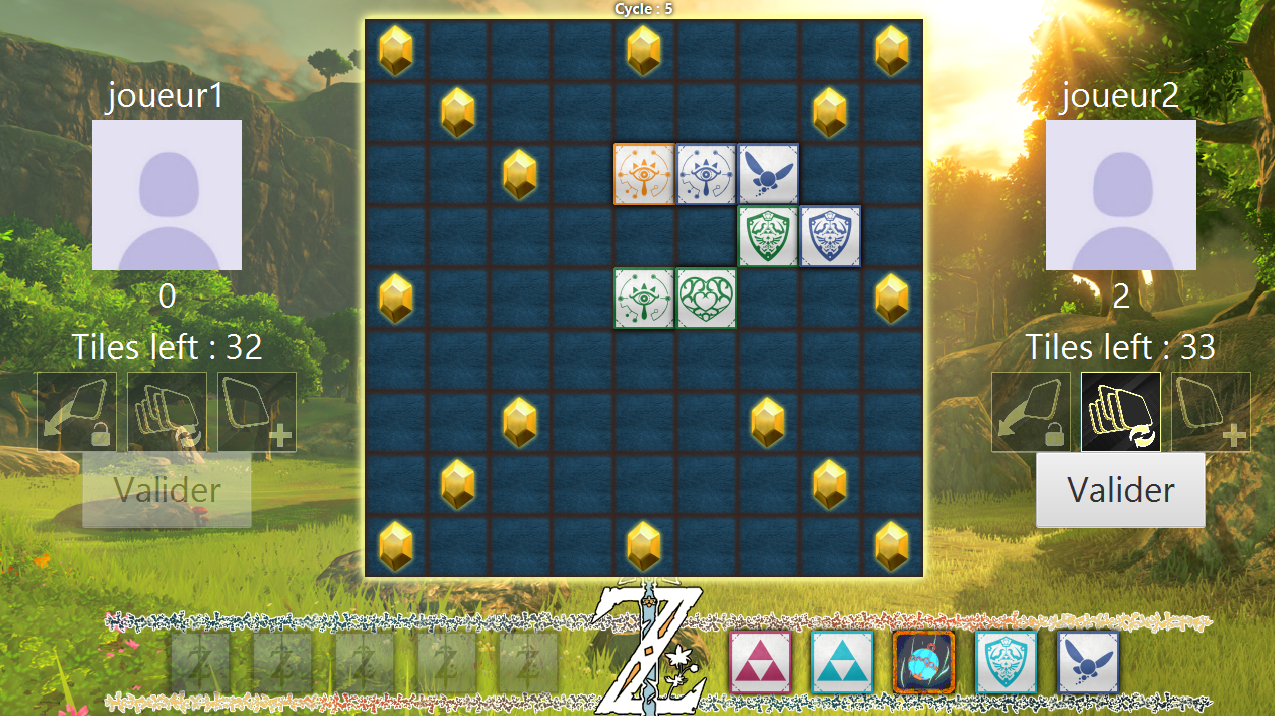 Cycle : 5
joueur1
0
Tiles left : 32
Valider
joueur2
2
Tiles left : 33
Valider
Z